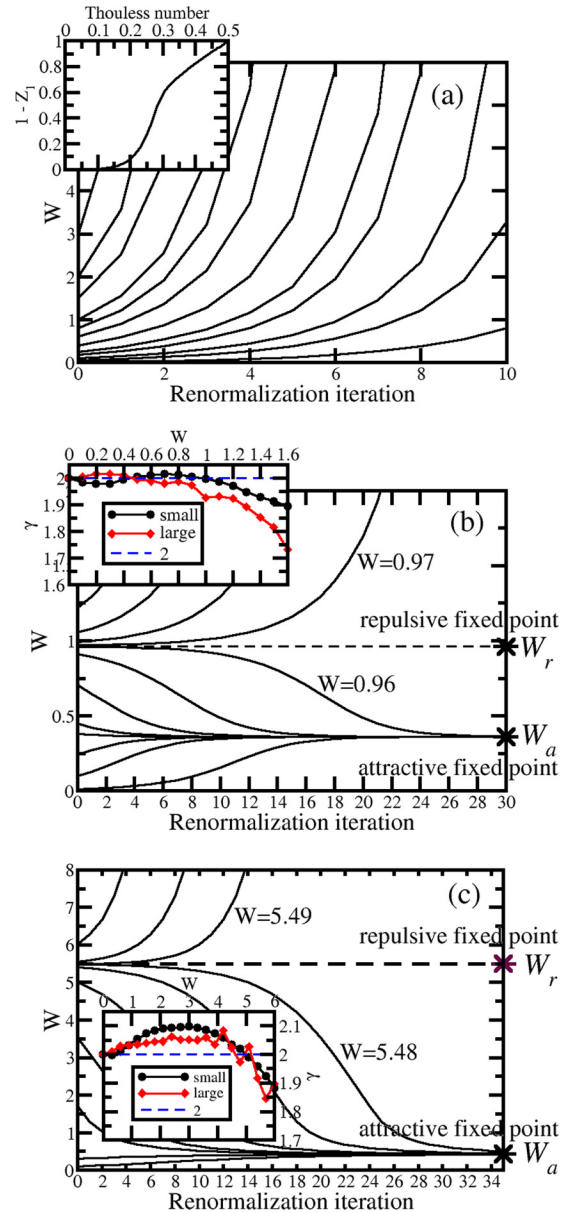 Thouless number
0 0.1 0.2 0.3 0.4 0.5
1
0.8
0.6
0.4
0.2
0
1 - Z₁
(a)
4
3
2
1
0
W
0 2 4 6 8 10
Renormalization iteration
W
0 0.2 0.4 0.6 0.8 1 1.2 1.4 1.6
2
1.9
1.8
1.7
1.6
γ
small
large
2
(b)
W=0.97
repulsive fixed point
W_r
W=0.96
W_a
attractive fixed point
1
0.5
0
W
0 2 4 6 8 10 12 14 16 18 20 22 24 26 28 30
Renormalization iteration
(c)
8
7
6
5
4
3
2
1
0
W
W=5.49
repulsive fixed point
W_r
W
0 1 2 3 4 5 6
2.1
2
1.9
1.8
1.7
γ
small
large
2
W=5.48
attractive fixed point
W_a
0 2 4 6 8 10 12 14 16 18 20 22 24 26 28 30 32 34
Renormalization iteration